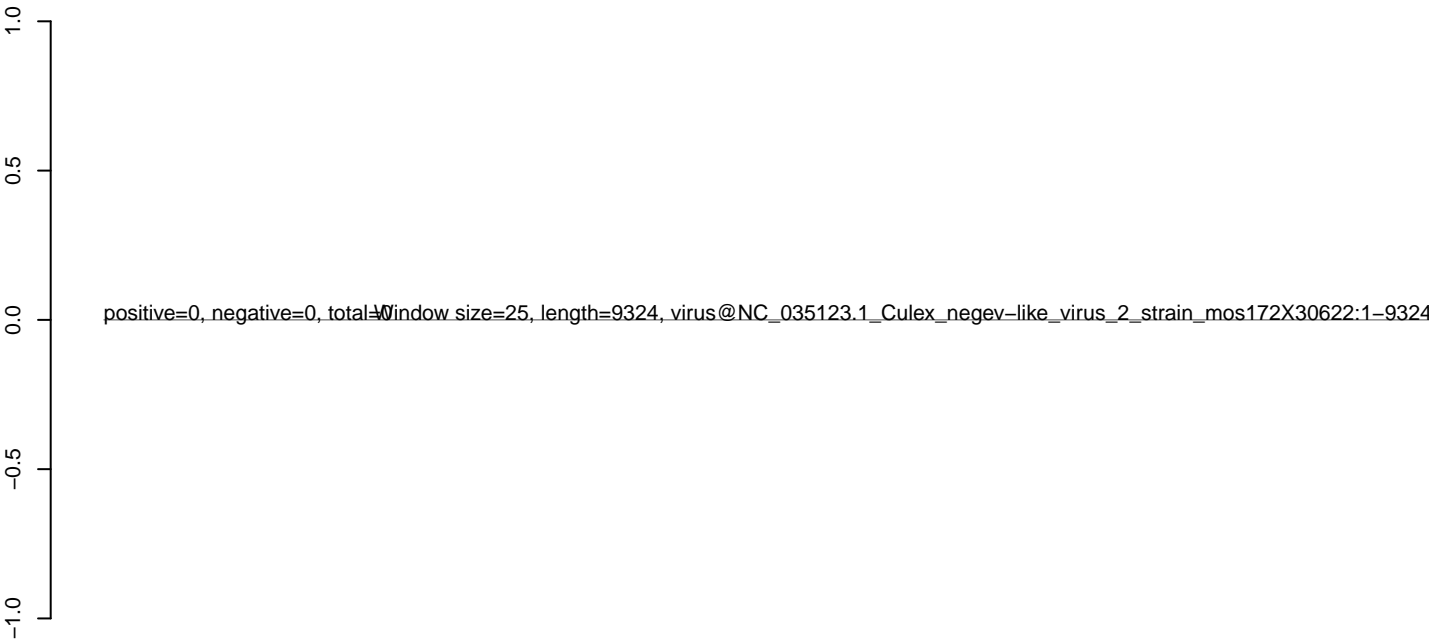 1.0
0.5
0.0
−0.5
−1.0
positive=0, negative=0, total=0
Window size=25, length=9324, virus@NC_035123.1_Culex_negev−like_virus_2_strain_mos172X30622:1−9324